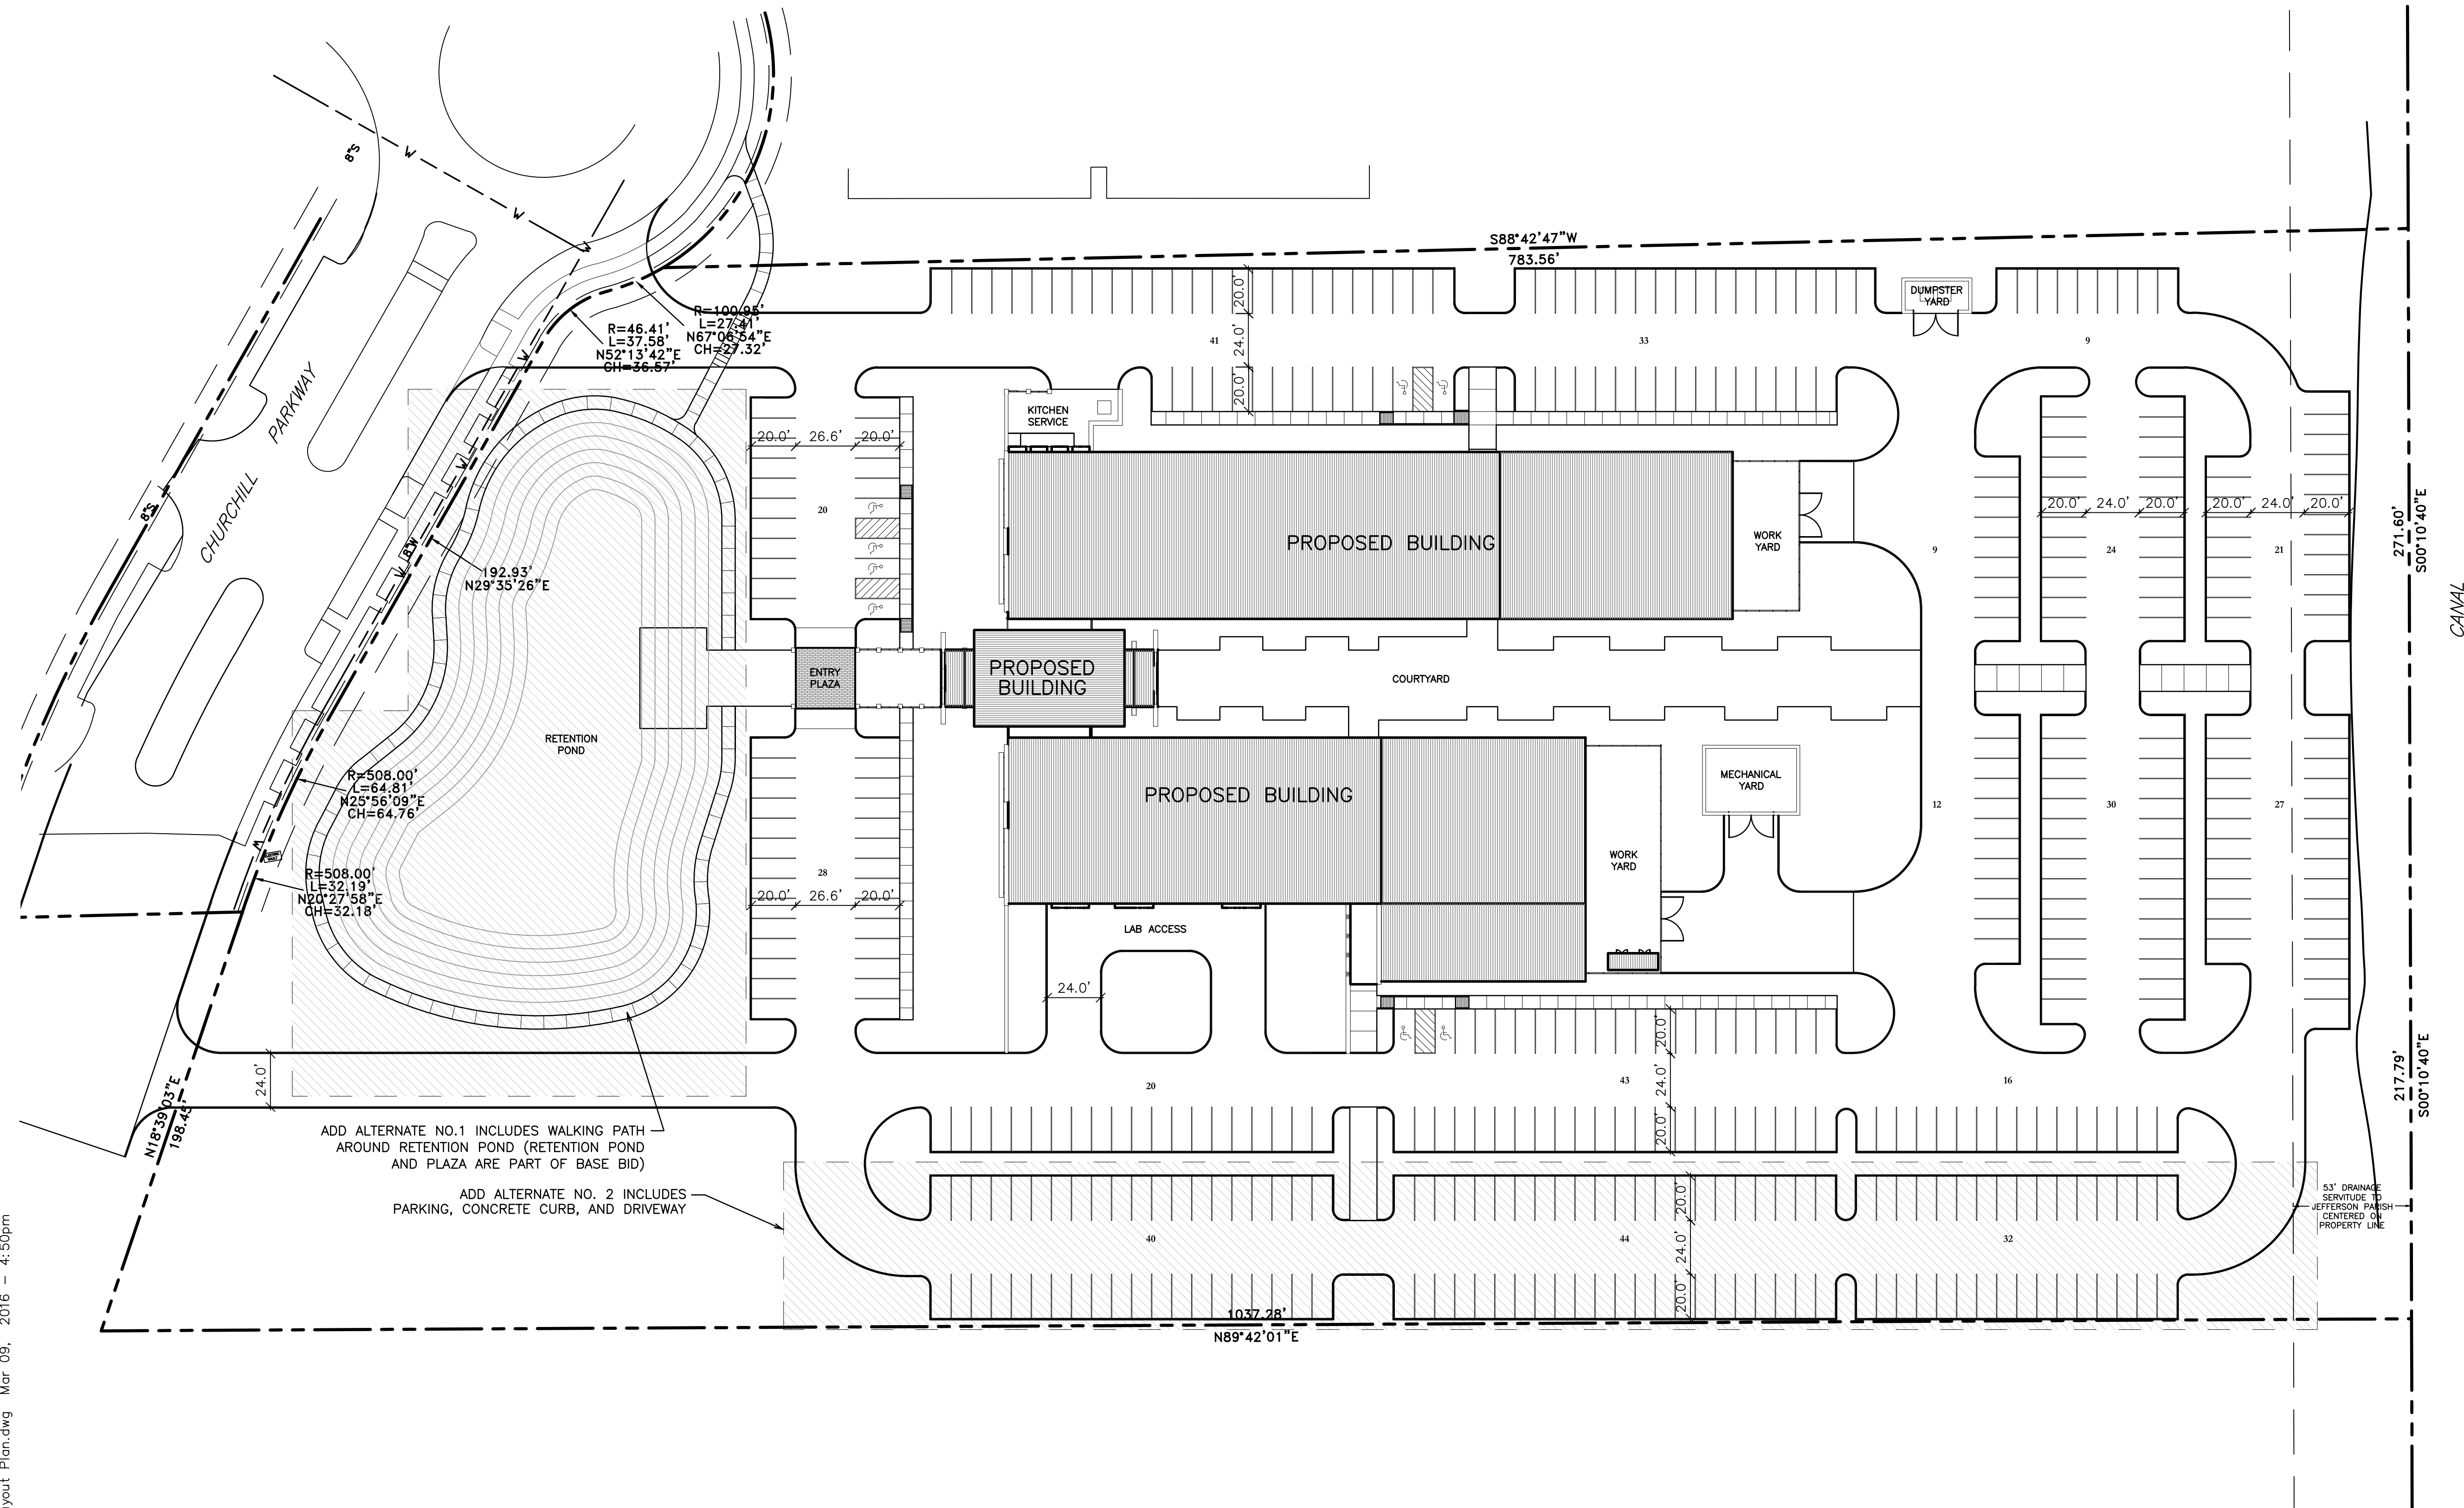 8"S
W
W
W
S88°42'47"W
783.56'
DUMPSTER
YARD
R=100.95'
L=27.41'
N67°06'54"E
CH=27.32'
R=46.41'
L=37.58'
N52°13'42"E
CH=36.57'
20.0'
24.0'
20.0'
41
33
9
W
CHURCHILL PARKWAY
KITCHEN
SERVICE
20.0'
26.6'
20.0'
20
W
8"S
8"W
W
192.93'
N29°35'26"E
PROPOSED BUILDING
WORK
YARD
20.0'
24.0'
20.0'
20.0'
24.0'
20.0'
9
24
21
271.60'
S00°10'40"E
CANAL
ENTRY
PLAZA
PROPOSED
BUILDING
COURTYARD
RETENTION
POND
R=508.00'
L=64.81'
N25°56'09"E
CH=64.76'
PROPOSED BUILDING
MECHANICAL
YARD
12
30
27
W
R=508.00'
L=32.19'
N20°27'58"E
CH=32.18'
28
20.0'
26.6'
20.0'
WORK
YARD
LAB ACCESS
24.0'
24.0'
20
43
16
20.0'
24.0'
20.0'
217.79'
S00°10'40"E
N18°39'03"E
198.45'
ADD ALTERNATE NO.1 INCLUDES WALKING PATH
AROUND RETENTION POND (RETENTION POND
AND PLAZA ARE PART OF BASE BID)
ADD ALTERNATE NO. 2 INCLUDES
PARKING, CONCRETE CURB, AND DRIVEWAY
53' DRAINAGE
SERVITUDE TO
JEFFERSON PARISH
CENTERED ON
PROPERTY LINE
40
44
32
20.0'
24.0'
20.0'
1037.28'
N89°42'01"E
yout Plan.dwg Mar 09, 2016 - 4:50pm